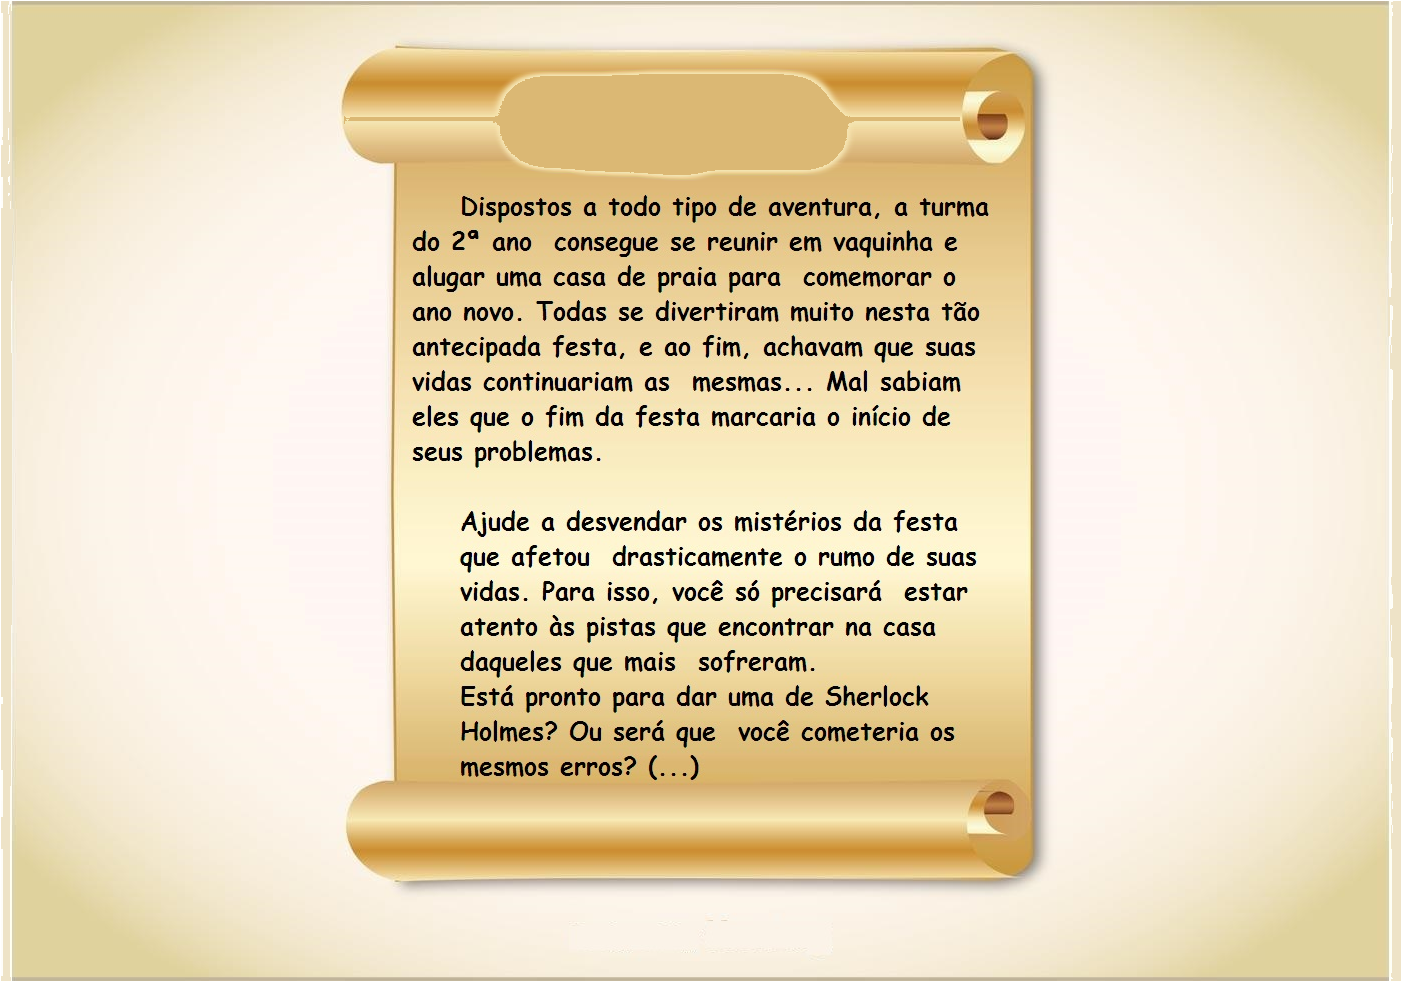 Dispostos a todo tipo de aventura, a turma
do 2ª ano consegue se reunir em vaquinha e
alugar uma casa de praia para comemorar o
ano novo. Todas se divertiram muito nesta tão
antecipada festa, e ao fim, achavam que suas
vidas continuariam as mesmas... Mal sabiam
eles que o fim da festa marcaria o início de
seus problemas.
Ajude a desvendar os mistérios da festa
que afetou drasticamente o rumo de suas
vidas. Para isso, você só precisará estar
atento às pistas que encontrar na casa
daqueles que mais sofreram.
Está pronto para dar uma de Sherlock
Holmes? Ou será que você cometeria os
mesmos erros? (...)